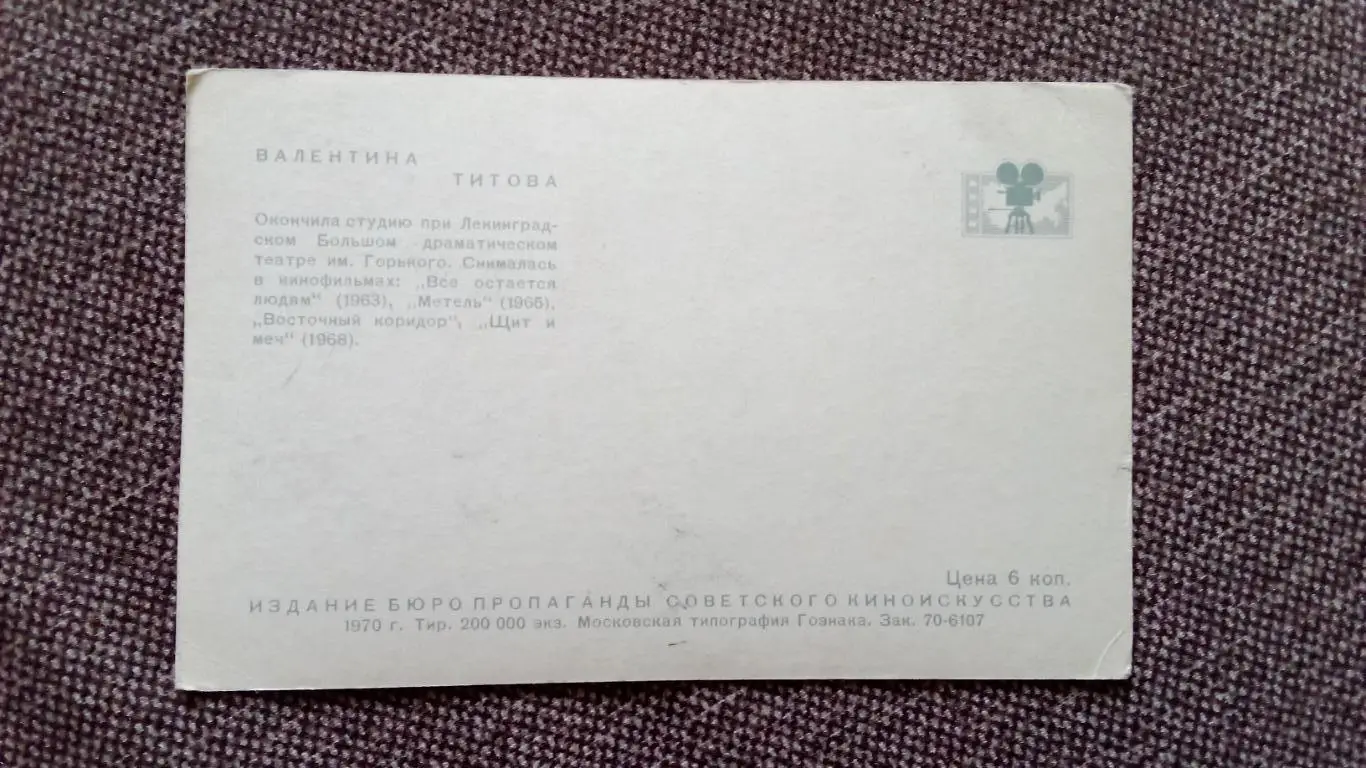 ВАЛЕНТИНА
ТИТОВА
Окончила студию при Ленинград-
ском Большом драматическом
театре им. Горького. Снималась
в кинофильмах: „Все остается
людям“ (1963), „Метель“ (1965),
„Восточный коридор“, „Щит и
меч“ (1968).
Цена 6 коп.
ИЗДАНИЕ БЮРО ПРОПАГАНДЫ СОВЕТСКОГО КИНОИСКУССТВА
1970 г. Тир. 200 000 экз. Московская типография Гознака. Зак. 70-6107